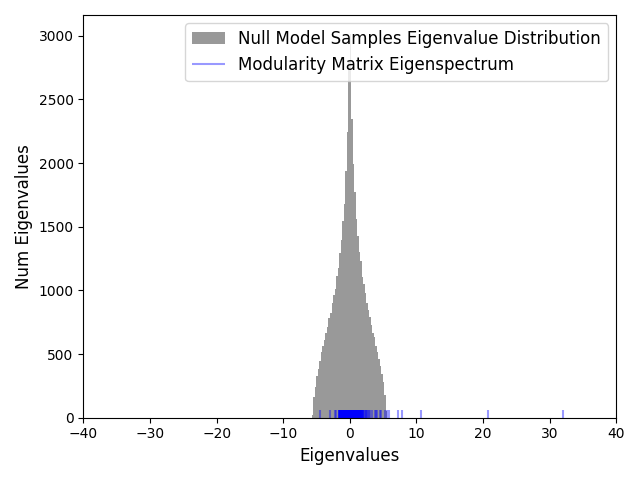 Null Model Samples Eigenvalue Distribution
Modularity Matrix Eigenspectrum
Num Eigenvalues
3000
2500
2000
1500
1000
500
0
−40 −30 −20 −10 0 10 20 30 40
Eigenvalues